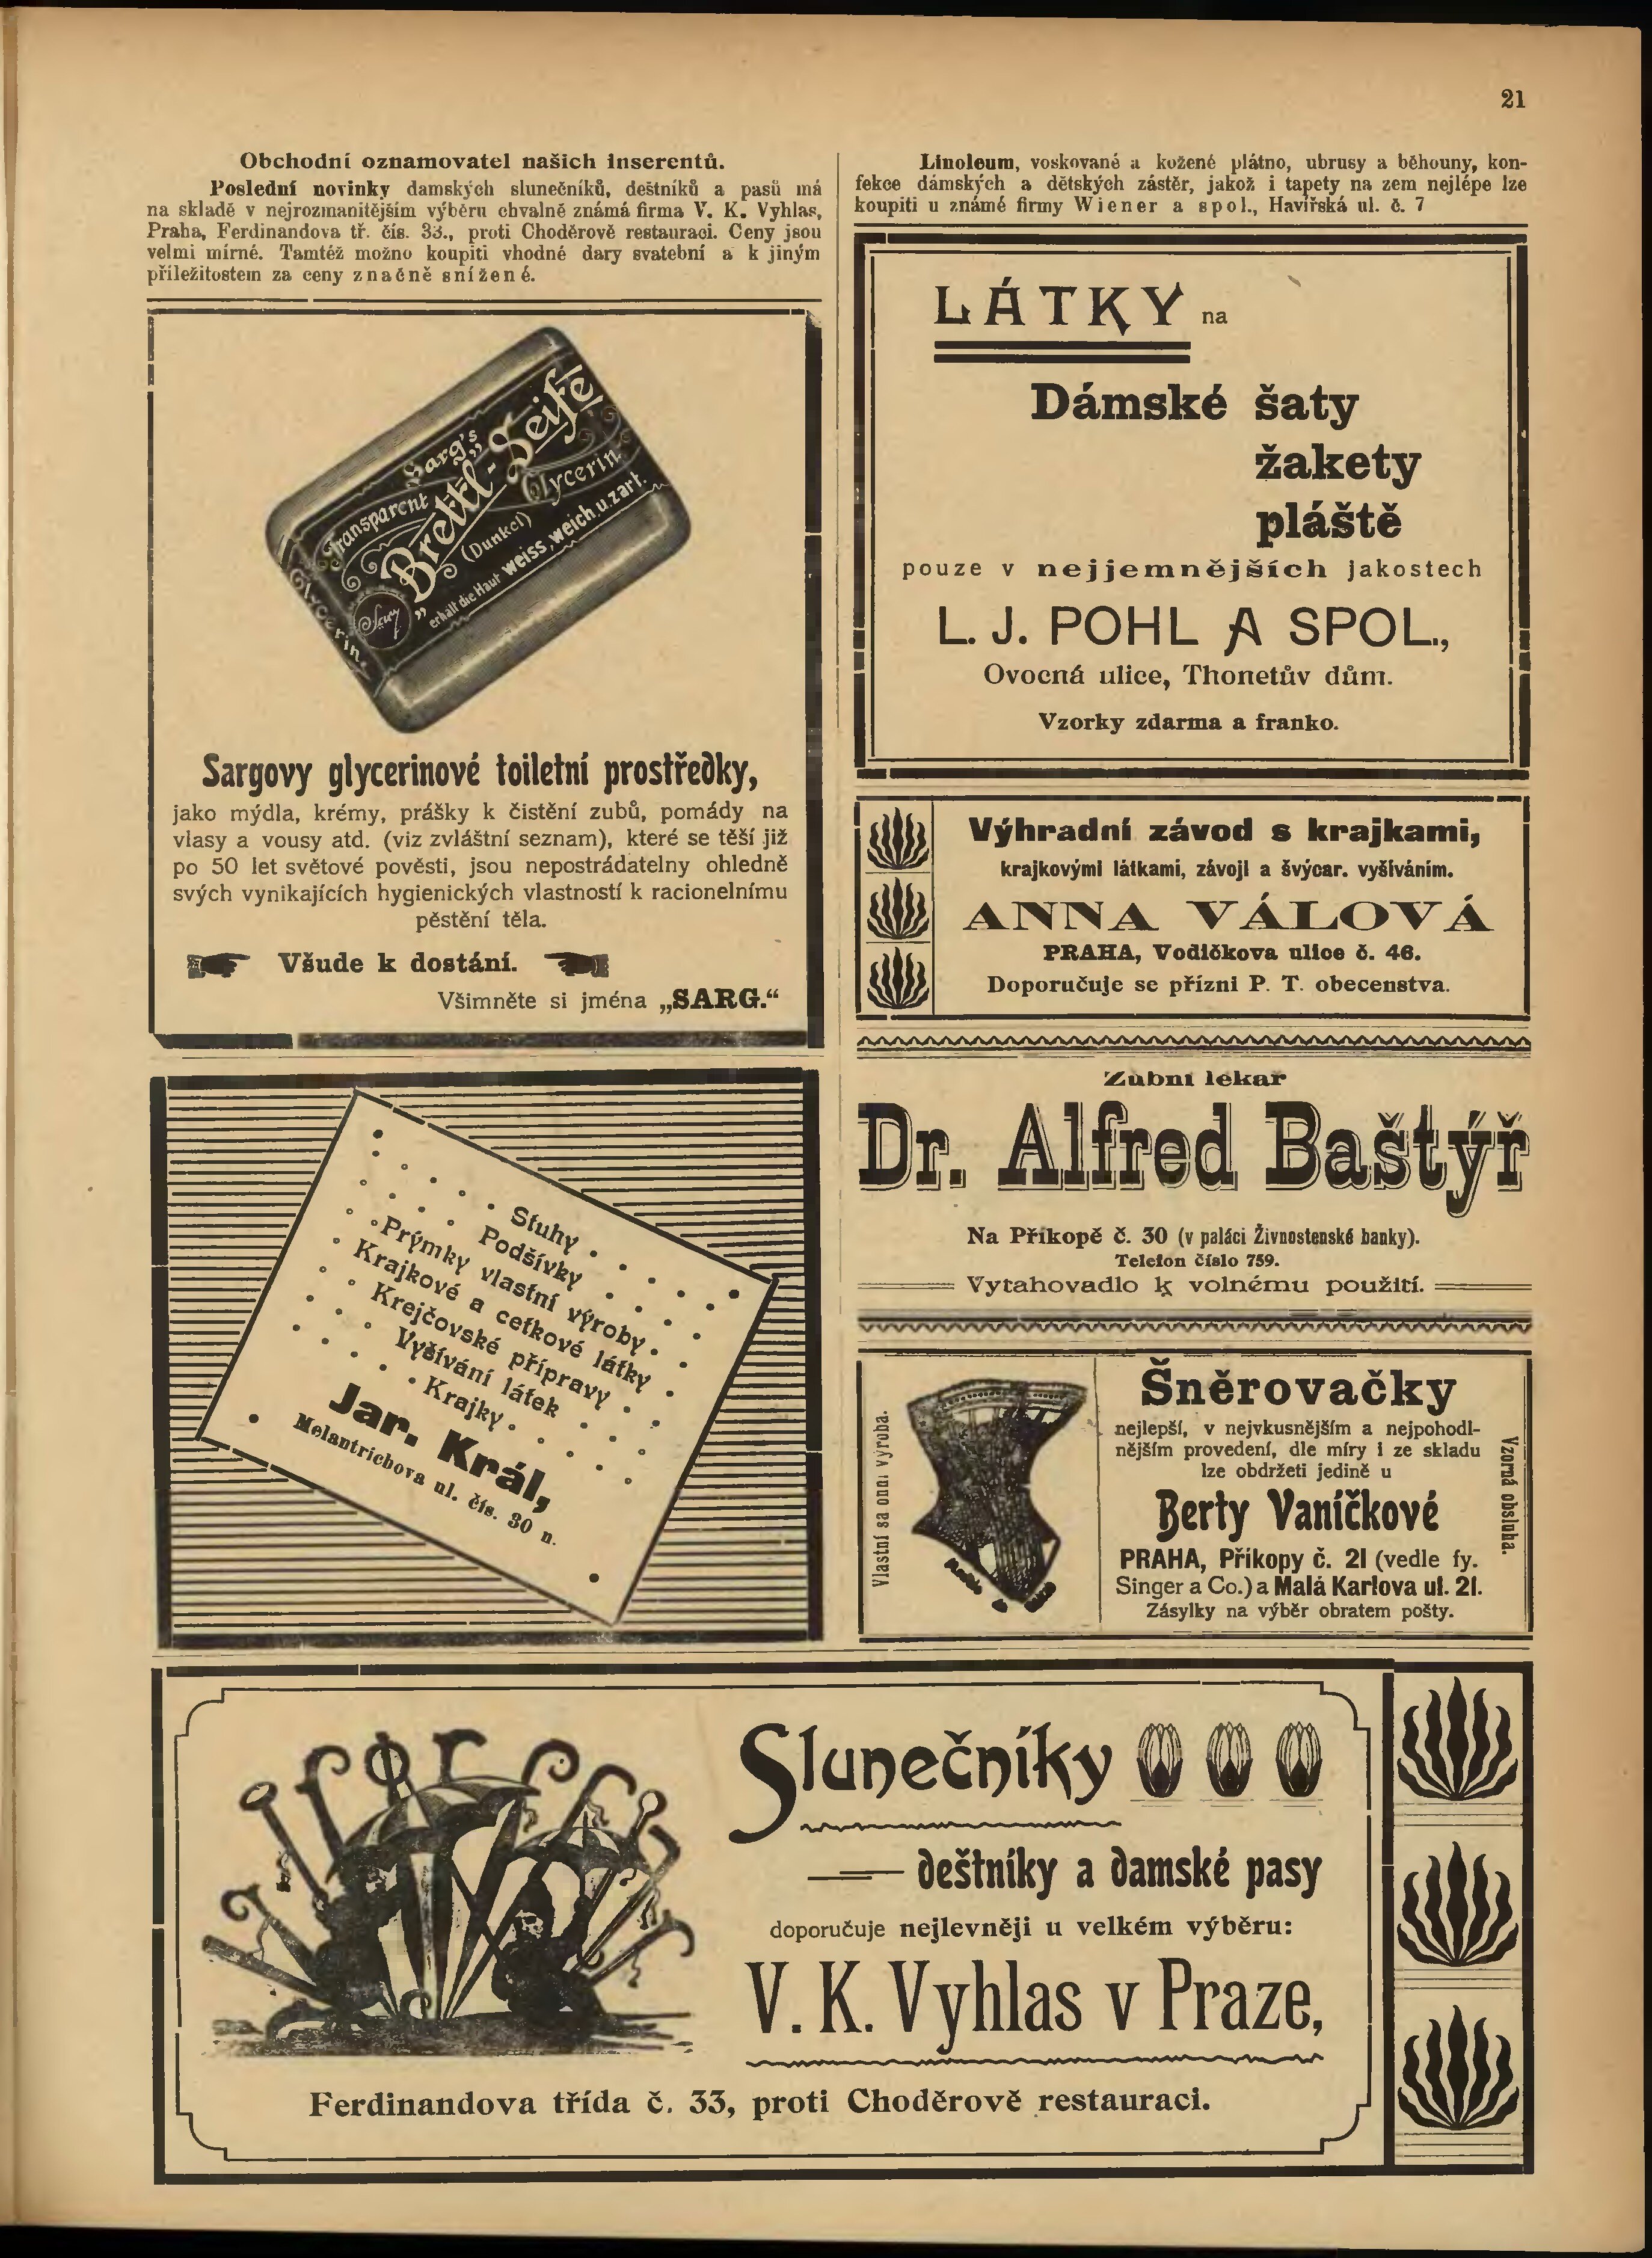 21
Obchodní oznamovatel našich inserentů.
Poslední novinky damských slunečníků, deštníků a pasů má
na skladě v nejrozmanitějším výběru chvalně známá firma V. K. Vyhlas,
Praha, Ferdinandova tř. čís. 33., proti Choděrově restauraci. Ceny jsou
velmi mírné. Tamtéž možno koupiti vhodné dary svatební a k jiným
příležitostem za ceny značně snížené.
Sarg's
Transparent
„Brettl"-Seife
(Dunkel)
Glycerin
erhält die Haut weiss, weich u. zart.
Glycerin
Sarg
Sargovy glycerinové toiletní prostředky,
jako mýdla, krémy, prášky k čistění zubů, pomády na
vlasy a vousy atd. (viz zvláštní seznam), které se těší již
po 50 let světové pověsti, jsou nepostrádatelny ohledně
svých vynikajících hygienických vlastností k racionelnímu
pěstění těla.
Všude k dostání.
Všimněte si jména „SARG.“
Stuhy
Podšívky
Prýmky vlastní výroby
Krajkové a cetkové látky
Krejčovské přípravy
Vyšívání látek
Krajky
Jar. Král,
Melantrichova ul. čís. 30 n.
Linoleum, voskované a kožené plátno, ubrusy a běhouny, kon-
fekce dámských a dětských zástěr, jakož i tapety na zem nejlépe lze
koupiti u známé firmy Wiener a spol., Havířská ul. č. 7
LÁTKY na
Dámské šaty
žakety
pláště
pouze v nejjemnějších jakostech
L. J. POHL A SPOL.,
Ovocná ulice, Thonetův dům.
Vzorky zdarma a franko.
Výhradní závod s krajkami,
krajkovými látkami, závoji a švýcar. vyšíváním.
ANNA VÁLOVÁ
PRAHA, Vodičkova ulice č. 46.
Doporučuje se přízni P. T. obecenstva.
Zubní lékař
Dr. Alfred Baštýř
Na Příkopě č. 30 (v paláci Živnostenské banky).
Telefon číslo 759.
Vytahovadlo k volnému použití.
Vlastní sa onní výroba.
Šněrovačky
nejlepší, v nejvkusnějším a nejpohodl-
nějším provedení, dle míry i ze skladu
lze obdržeti jedině u
Berty Vaníčkové
PRAHA, Příkopy č. 21 (vedle fy.
Singer a Co.) a Malá Karlova ul. 21.
Zásylky na výběr obratem pošty.
Vzorná obsluha.
Slunečníky
deštníky a damské pasy
doporučuje nejlevněji u velkém výběru:
V. K. Vyhlas v Praze,
Ferdinandova třída č. 33, proti Choděrově restauraci.